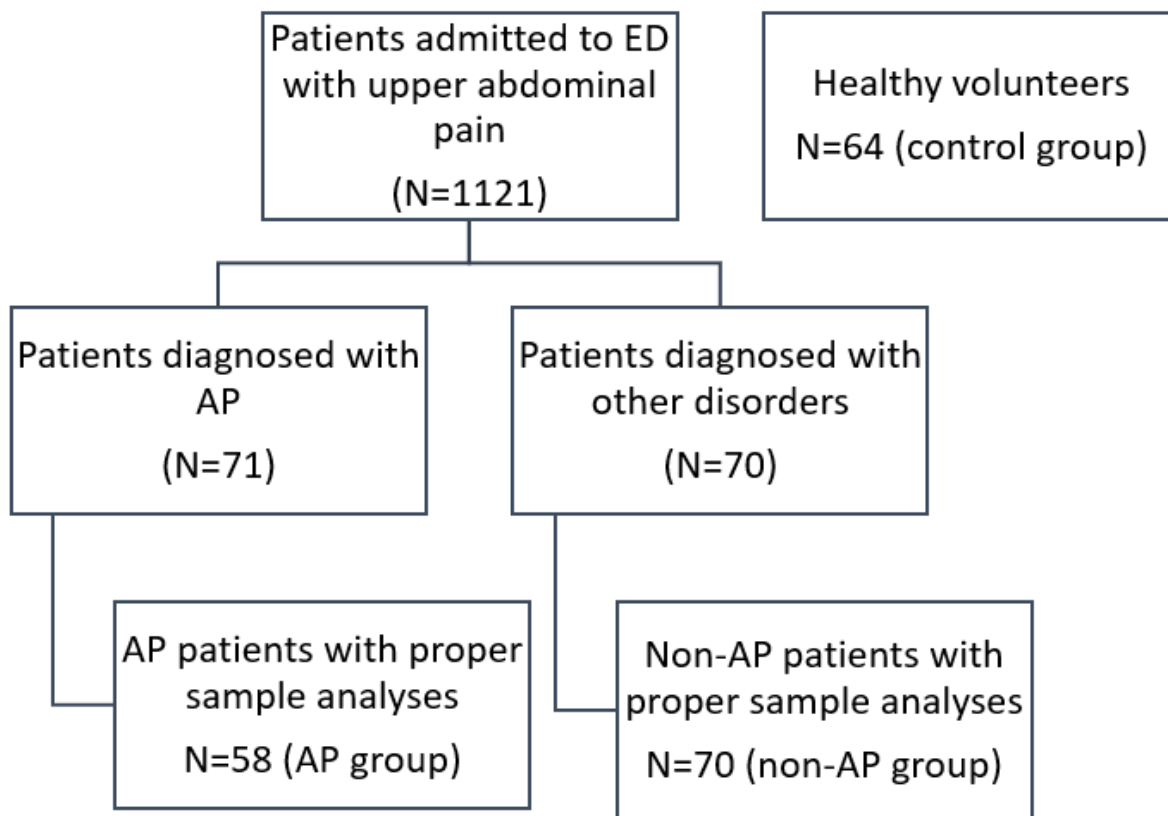 Patients admitted to ED
with upper abdominal
pain
(N=1121)
Healthy volunteers
N=64 (control group)
Patients diagnosed with
AP
(N=71)
Patients diagnosed with
other disorders
(N=70)
AP patients with proper
sample analyses
N=58 (AP group)
Non-AP patients with
proper sample analyses
N=70 (non-AP group)